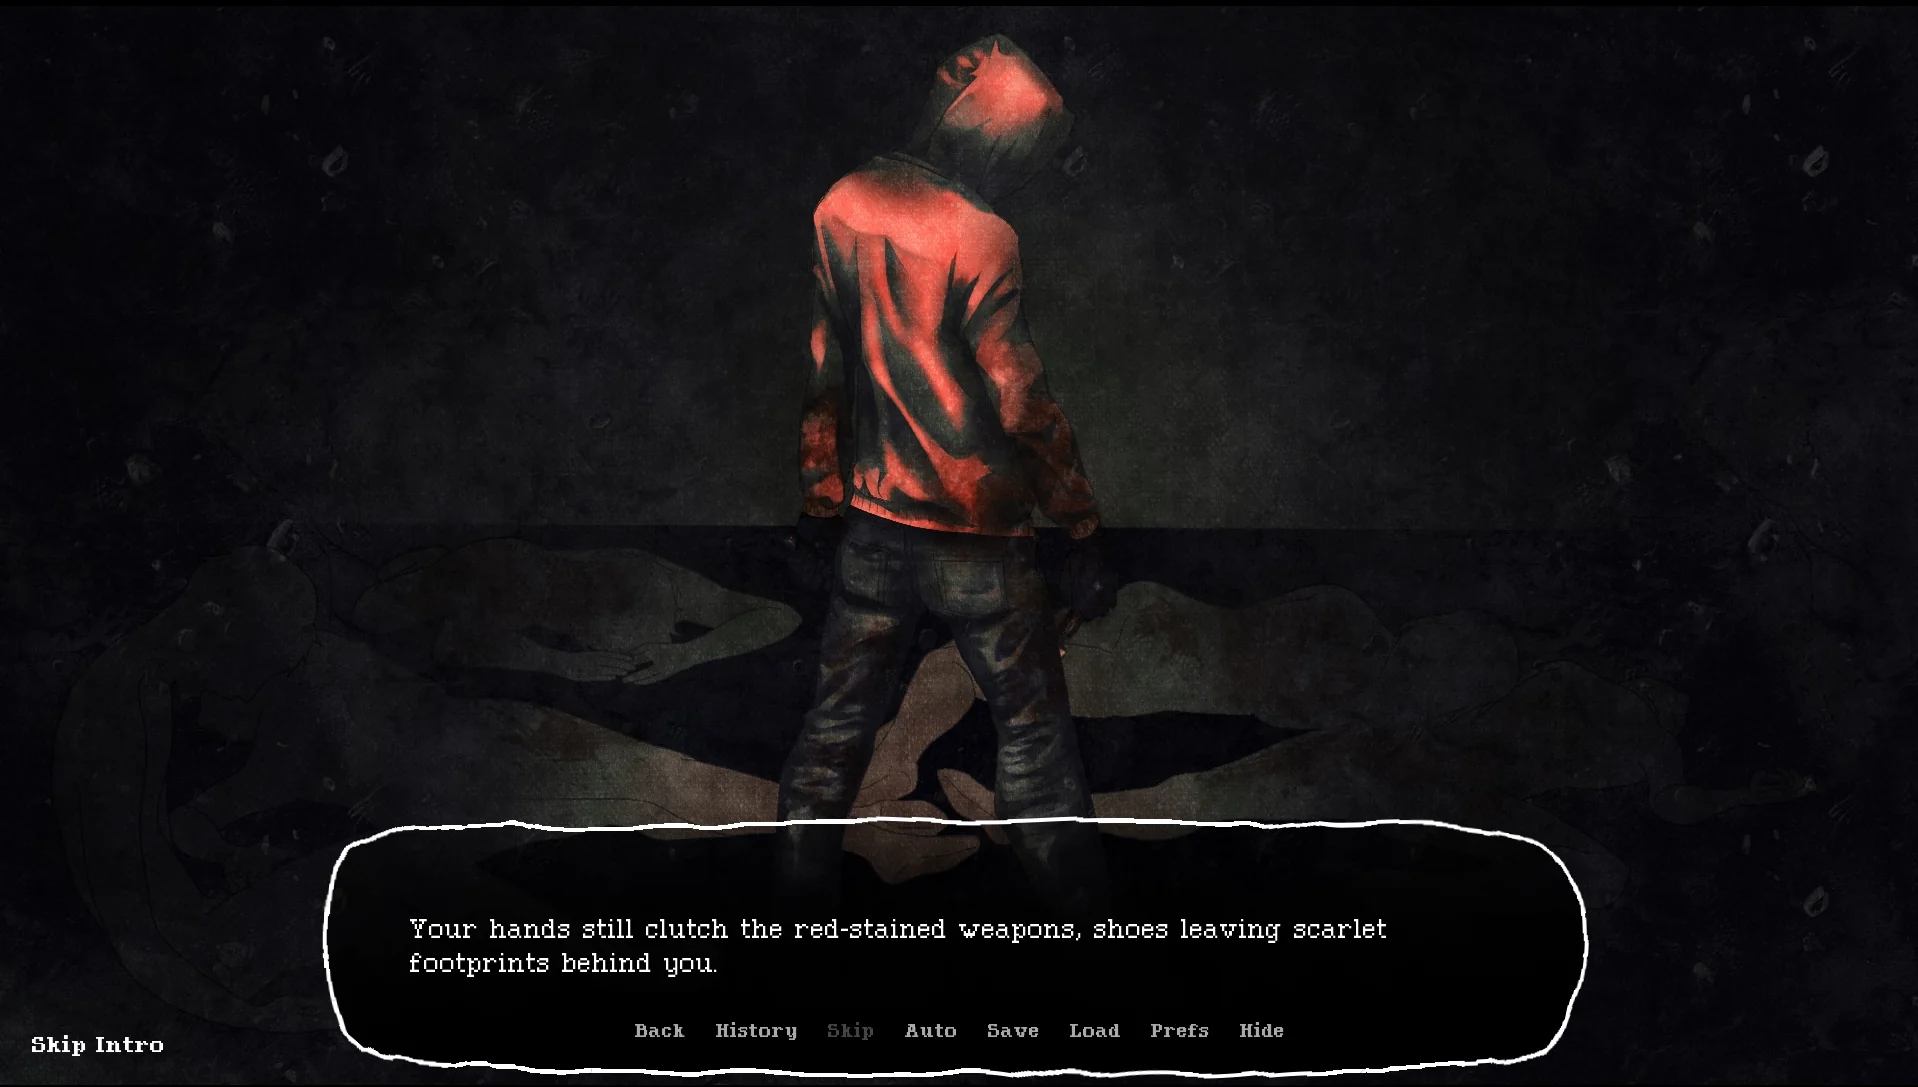 Your hands still clutch the red-stained weapons, shoes leaving scarlet
footprints behind you.
Back History Skip Auto Save Load Prefs Hide
Skip Intro